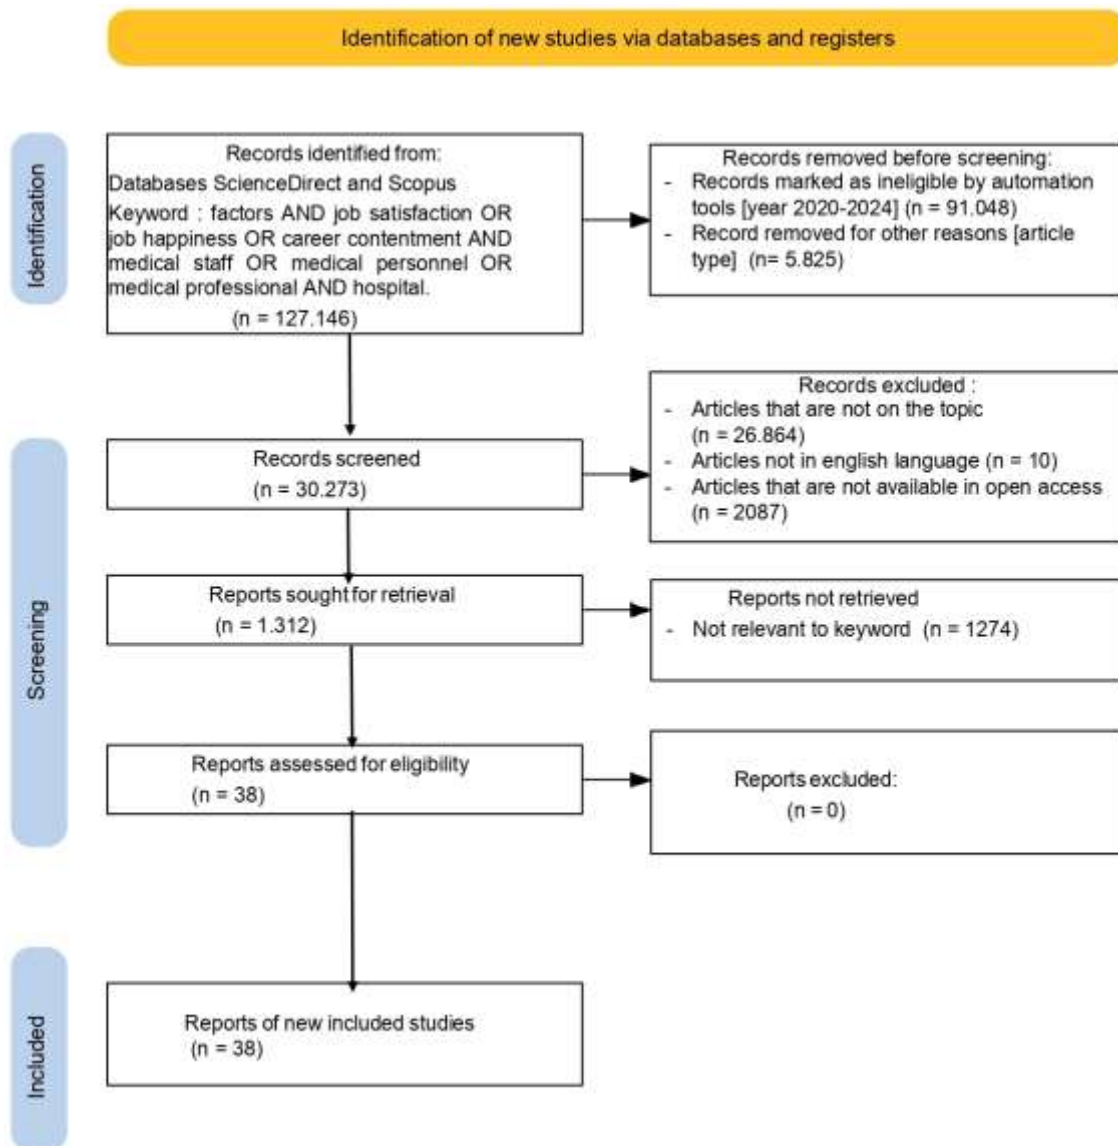 Identification of new studies via databases and registers
Identification
Records identified from:
Databases ScienceDirect and Scopus
Keyword : factors AND job satisfaction OR
job happiness OR career contentment AND
medical staff OR medical personnel OR
medical professional AND hospital.
(n = 127.146)
Records removed before screening:
- Records marked as ineligible by automation
tools [year 2020-2024] (n = 91.048)
- Record removed for other reasons [article
type] (n= 5.825)
Screening
Records screened
(n = 30.273)
Records excluded :
- Articles that are not on the topic
(n = 26.864)
- Articles not in english language (n = 10)
- Articles that are not available in open access
(n = 2087)
Reports sought for retrieval
(n = 1.312)
Reports not retrieved
- Not relevant to keyword (n = 1274)
Reports assessed for eligibility
(n = 38)
Reports excluded:
(n = 0)
Included
Reports of new included studies
(n = 38)